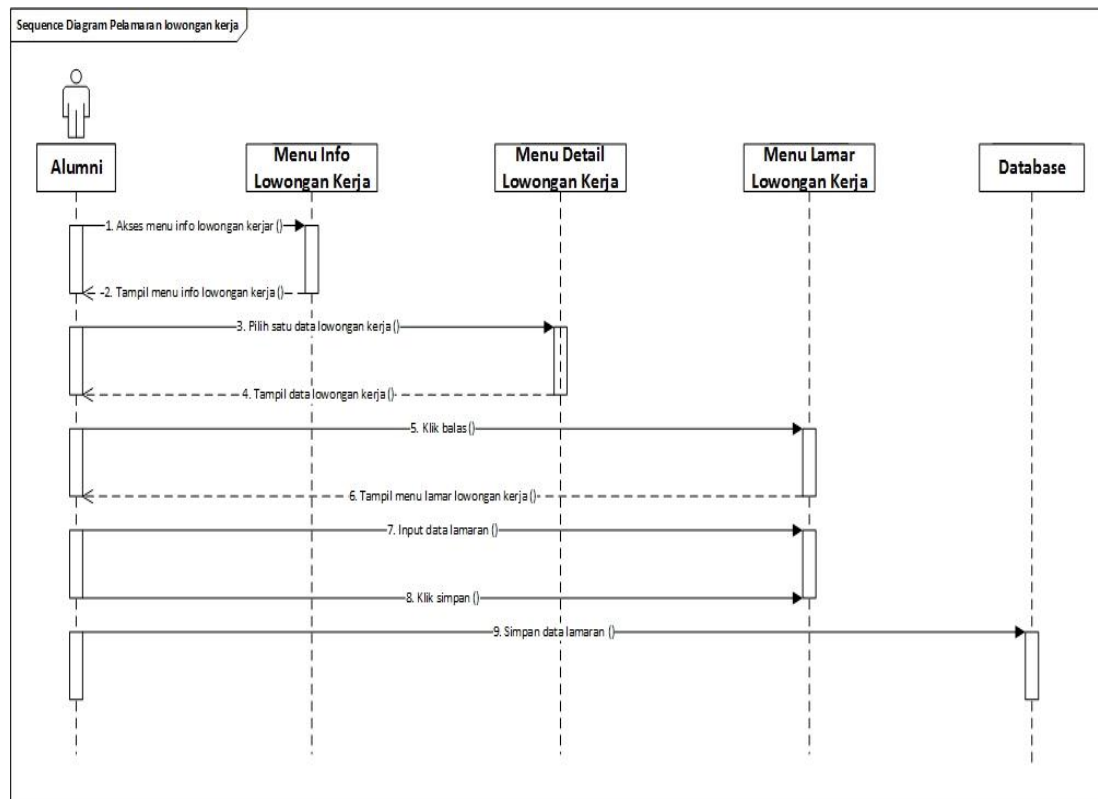 Sequence Diagram Pelamaran lowongan kerja
Alumni
Menu Info
Lowongan Kerja
Menu Detail
Lowongan Kerja
Menu Lamar
Lowongan Kerja
Database
1. Akses menu info lowongan kerjar ()
2. Tampil menu info lowongan kerja ()
3. Pilih satu data lowongan kerja ()
4. Tampil data lowongan kerja ()
5. Klik balas ()
6. Tampil menu lamar lowongan kerja ()
7. Input data lamaran ()
8. Klik simpan ()
9. Simpan data lamaran ()